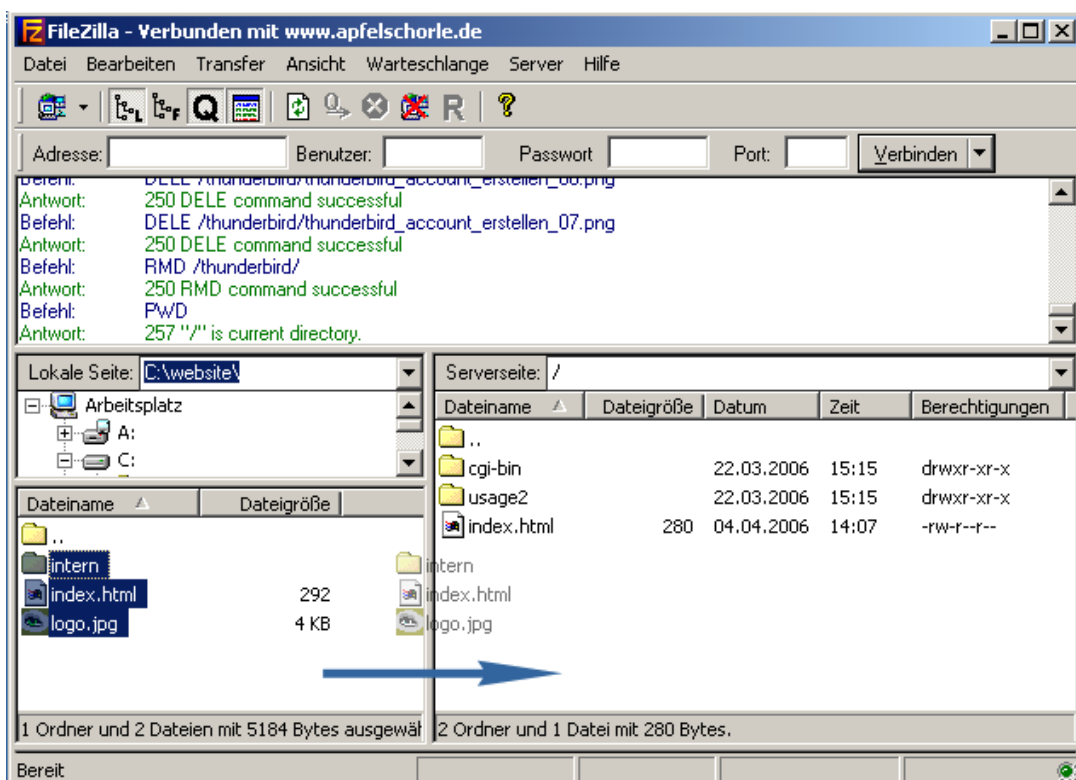 FileZilla - Verbunden mit www.apfelschorle.de
Datei Bearbeiten Transfer Ansicht Warteschlange Server Hilfe
Adresse: Benutzer: Passwort Port: Verbinden
Befehl: DELE /thunderbird/thunderbird_account_erstellen_06.png
Antwort: 250 DELE command successful
Befehl: DELE /thunderbird/thunderbird_account_erstellen_07.png
Antwort: 250 DELE command successful
Befehl: RMD /thunderbird/
Antwort: 250 RMD command successful
Befehl: PWD
Antwort: 257 "/" is current directory.
Lokale Seite: C:\website\
Arbeitsplatz
A:
C:
Dateiname Dateigröße
..
intern
index.html 292
logo.jpg 4 KB
1 Ordner und 2 Dateien mit 5184 Bytes ausgewäh
Serverseite: /
Dateiname Dateigröße Datum Zeit Berechtigungen
..
cgi-bin 22.03.2006 15:15 drwxr-xr-x
usage2 22.03.2006 15:15 drwxr-xr-x
index.html 280 04.04.2006 14:07 -rw-r--r--
intern
index.html
logo.jpg
2 Ordner und 1 Datei mit 280 Bytes.
Bereit